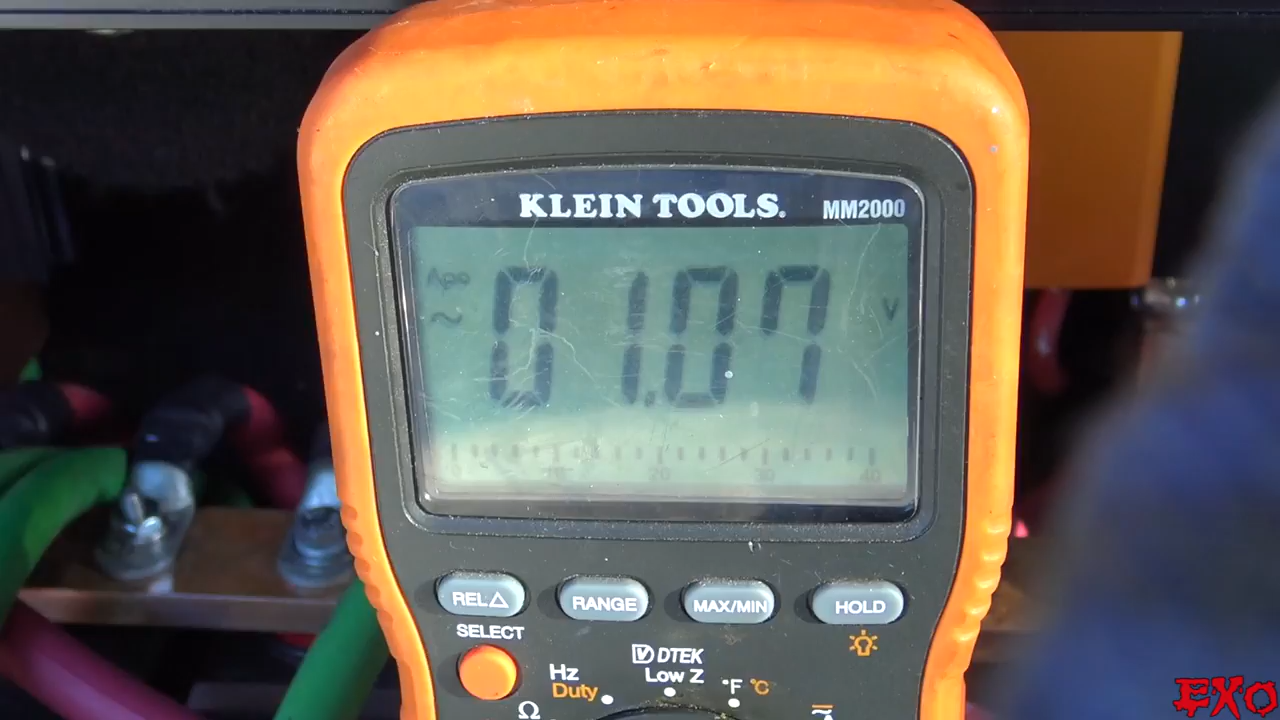 KLEIN TOOLS. MM2000
~ 01.07 V
0 10 20 30 40
REL△ RANGE MAX/MIN HOLD
SELECT
DTEK
Hz Low Z
Duty °F °C
Ω
EXO